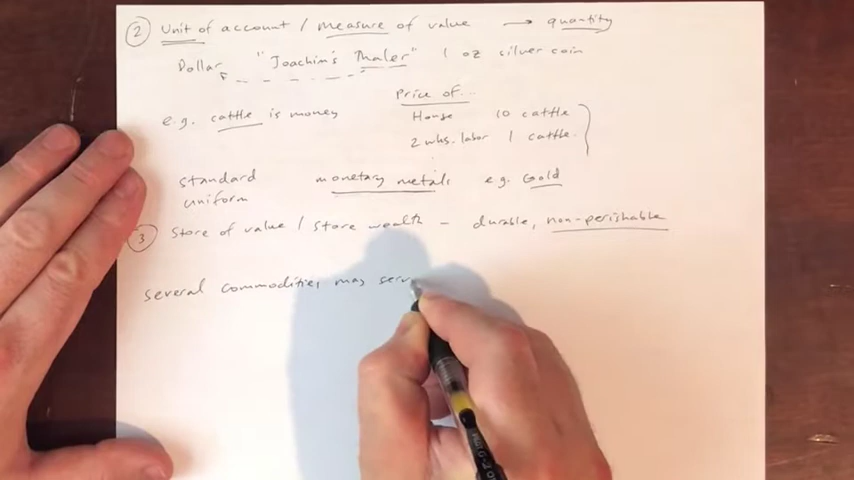 ② Unit of account / measure of value → quantity
Dollar "Joachim's Thaler" 1 oz silver coin
Price of...
e.g. cattle is money House 10 cattle
2 wks. labor 1 cattle
standard monetary metals e.g. Gold
uniform
③ Store of value / store wealth – durable, non-perishable
several commodities may serv
PILOT G-2